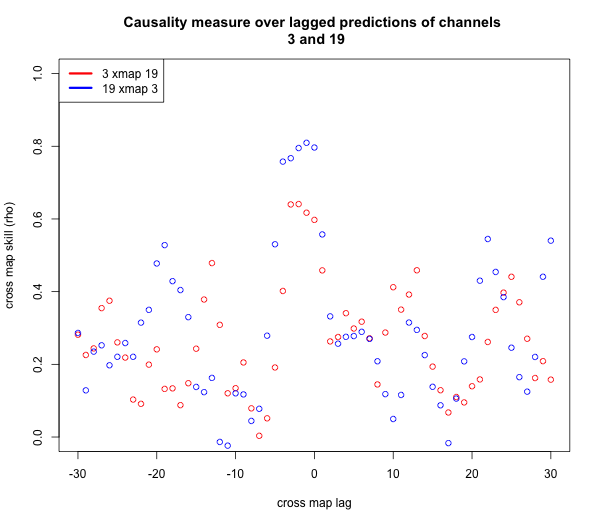 Causality measure over lagged predictions of channels
3 and 19
3 xmap 19
19 xmap 3
cross map skill (rho)
1.0
0.8
0.6
0.4
0.2
0.0
-30
-20
-10
0
10
20
30
cross map lag